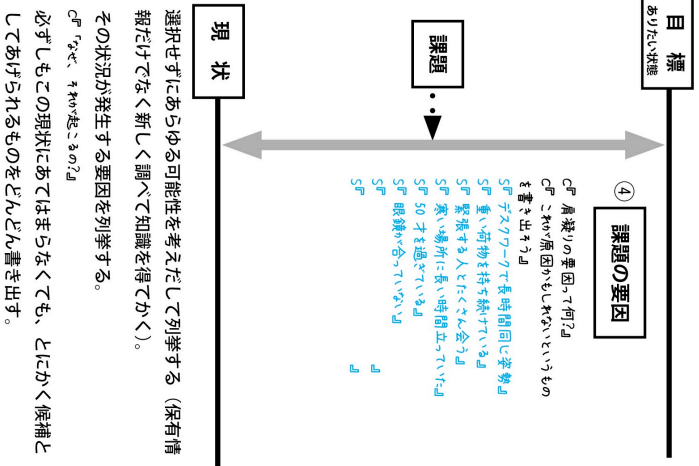 目 標
ありたい状態
課題
④
課題の要因
C『 肩凝りの要因って何?』
C『 これが原因かもしれないというもの
を書き出そう』
S『 デスクワークで長時間同じ姿勢』
S『 重い荷物を持ち続けている』
S『 緊張する人とたくさん会う』
S『 寒い場所に長い時間立っていた』
S『 50 才を過ぎている』
S『 眼鏡が合っていない』
S『 』
S『 』
現 状
選択せずにあらゆる可能性を考えだして列挙する(保有情
報だけでなく新しく調べて知識を得てかく)。
その状況が発生する要因を列挙する。
C『「なぜ、それが起こるの?』
必ずしもこの現状にあてはまらなくても、とにかく候補と
してあげられるものをどんどん書き出す。